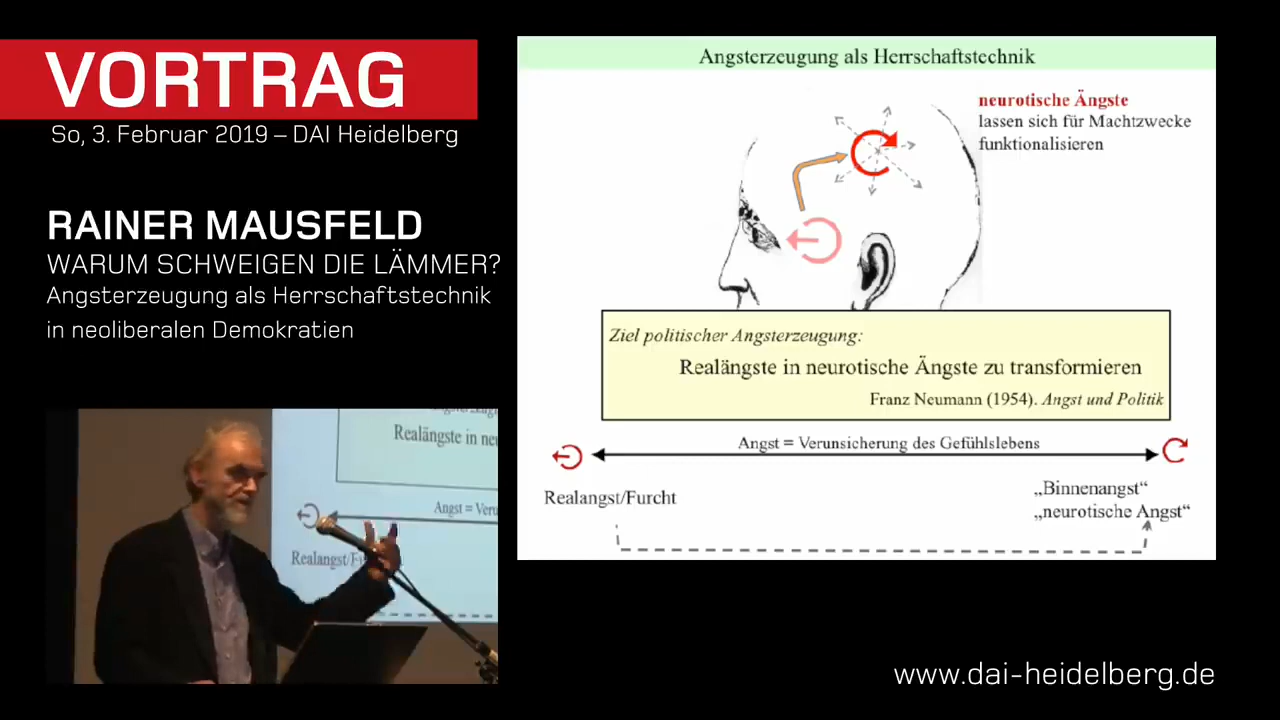 VORTRAG
So, 3. Februar 2019 – DAI Heidelberg
RAINER MAUSFELD
WARUM SCHWEIGEN DIE LÄMMER?
Angsterzeugung als Herrschaftstechnik
in neoliberalen Demokratien
Angsterzeugung als Herrschaftstechnik
neurotische Ängste
lassen sich für Machtzwecke
funktionalisieren
Ziel politischer Angsterzeugung:
Realängste in neurotische Ängste zu transformieren
Franz Neumann (1954). Angst und Politik
Angst = Verunsicherung des Gefühlslebens
Realangst/Furcht
„Binnenangst“
„neurotische Angst“
Realängste in neu
Angst = Veru
Realangst/F
www.dai-heidelberg.de